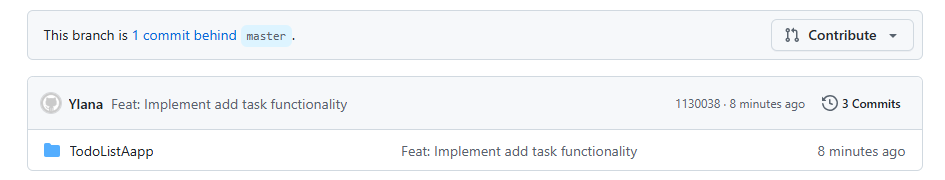 This branch is 1 commit behind master.
Contribute
Ylana Feat: Implement add task functionality 1130038 · 8 minutes ago 3 Commits
TodoListAapp Feat: Implement add task functionality 8 minutes ago